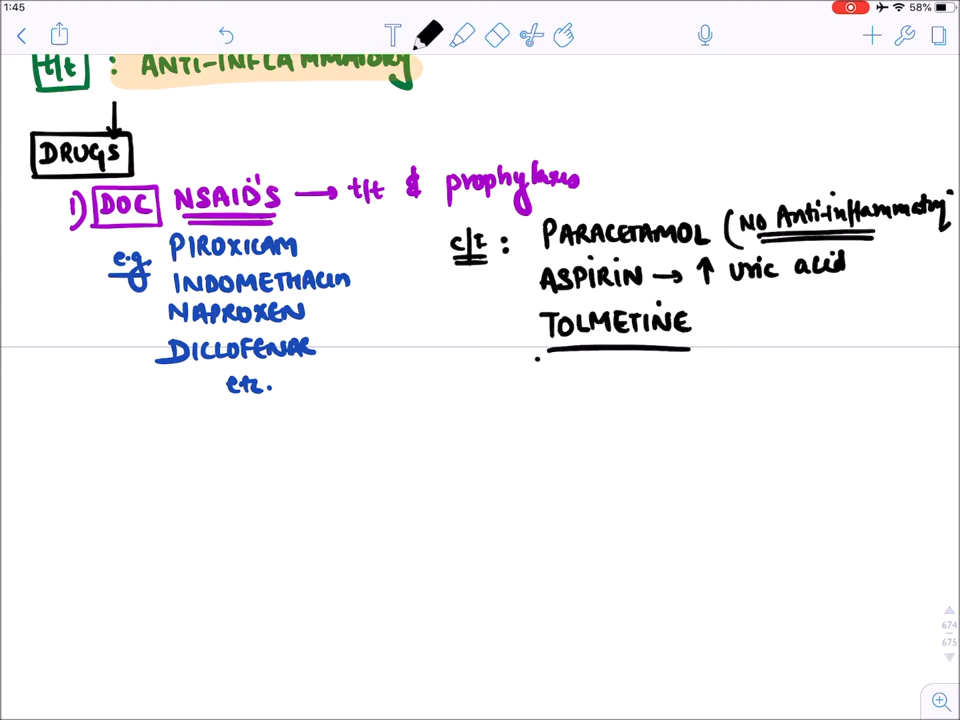 1:45
58%
T
t/t : ANTI-INFLAMMATORY
DRUGS
1) DOC NSAID'S → t/t & prophylaxis
e.g. PIROXICAM
INDOMETHACIN
NAPROXEN
DICLOFENAC
etc.
C/I : PARACETAMOL (NO Anti-inflammatory
ASPIRIN → ↑ uric acid
TOLMETINE
674
675